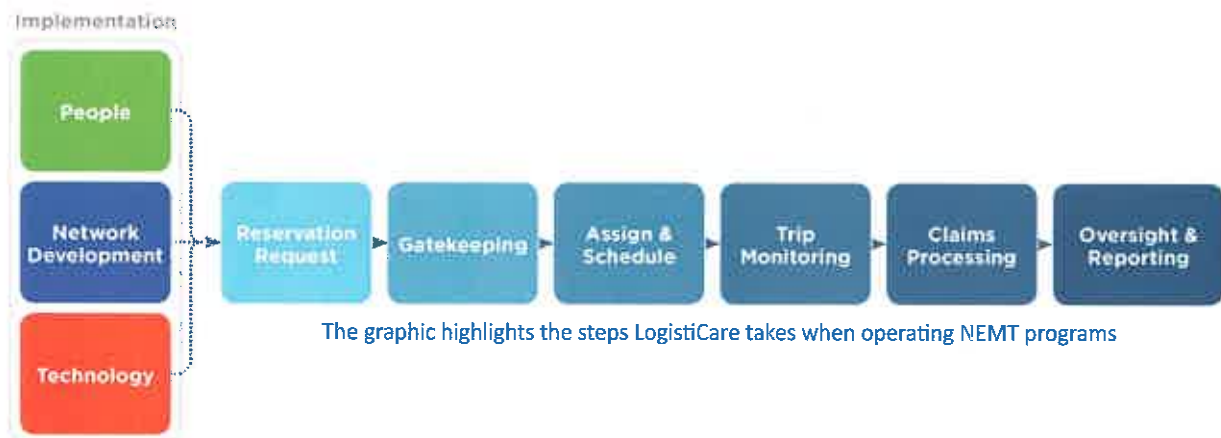 Implementation
People
Network
Development
Technology
Reservation
Request
Gatekeeping
Assign &
Schedule
Trip
Monitoring
Claims
Processing
Oversight &
Reporting
The graphic highlights the steps LogistiCare takes when operating NEMT programs